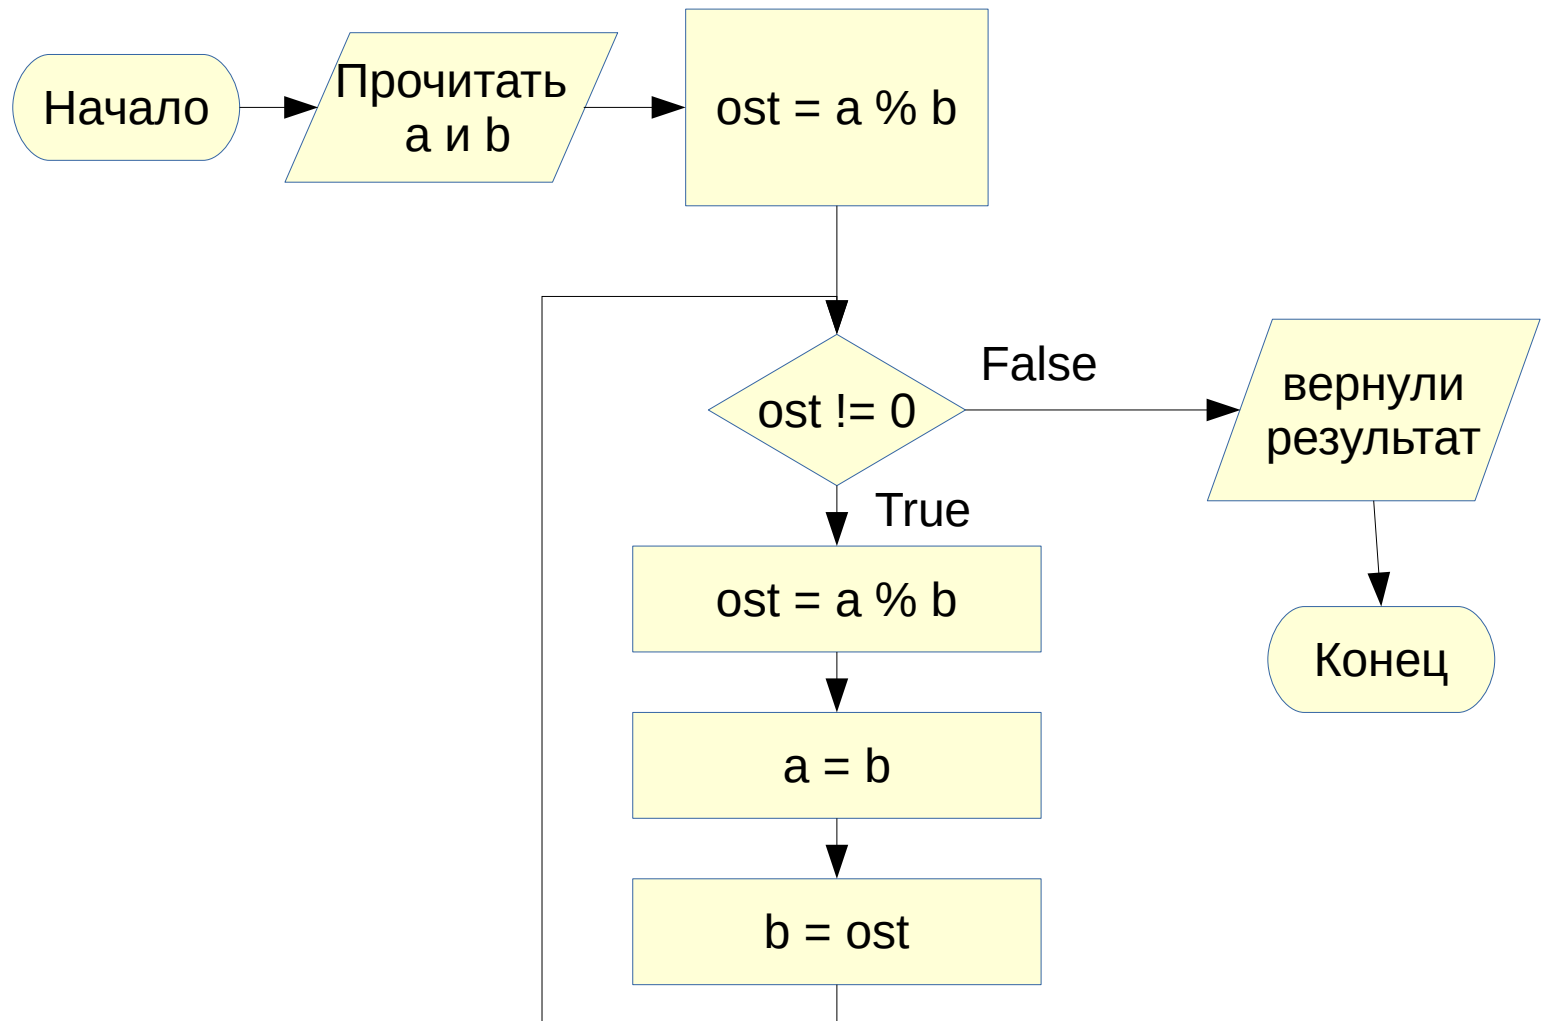 Начало
Прочитать
a и b
ost = a % b
ost != 0
False
вернули
результат
True
ost = a % b
Конец
a = b
b = ost